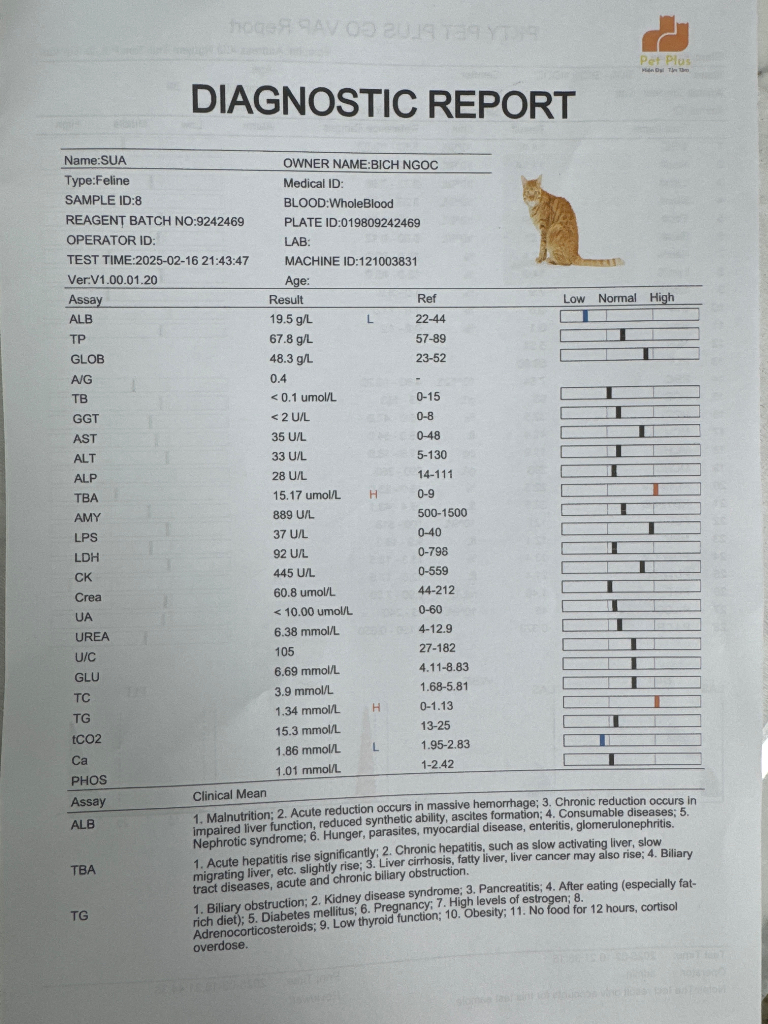 Pet Plus
Hiện Đại Tận Tâm
DIAGNOSTIC REPORT
Name:SUA OWNER NAME:BICH NGOC
Type:Feline Medical ID:
SAMPLE ID:8 BLOOD:WholeBlood
REAGENT BATCH NO:9242469 PLATE ID:019809242469
OPERATOR ID: LAB:
TEST TIME:2025-02-16 21:43:47 MACHINE ID:121003831
Ver:V1.00.01.20 Age:
Assay Result Ref Low Normal High
ALB 19.5 g/L L 22-44
TP 67.8 g/L 57-89
GLOB 48.3 g/L 23-52
A/G 0.4 -
TB < 0.1 umol/L 0-15
GGT < 2 U/L 0-8
AST 35 U/L 0-48
ALT 33 U/L 5-130
ALP 28 U/L 14-111
TBA 15.17 umol/L H 0-9
AMY 889 U/L 500-1500
LPS 37 U/L 0-40
LDH 92 U/L 0-798
CK 445 U/L 0-559
Crea 60.8 umol/L 44-212
UA < 10.00 umol/L 0-60
UREA 6.38 mmol/L 4-12.9
U/C 105 27-182
GLU 6.69 mmol/L 4.11-8.83
TC 3.9 mmol/L 1.68-5.81
TG 1.34 mmol/L H 0-1.13
tCO2 15.3 mmol/L 13-25
Ca 1.86 mmol/L L 1.95-2.83
PHOS 1.01 mmol/L 1-2.42
Assay Clinical Mean
ALB 1. Malnutrition; 2. Acute reduction occurs in massive hemorrhage; 3. Chronic reduction occurs in
impaired liver function, reduced synthetic ability, ascites formation; 4. Consumable diseases; 5.
Nephrotic syndrome; 6. Hunger, parasites, myocardial disease, enteritis, glomerulonephritis.
TBA 1. Acute hepatitis rise significantly; 2. Chronic hepatitis, such as slow activating liver, slow
migrating liver, etc. slightly rise; 3. Liver cirrhosis, fatty liver, liver cancer may also rise; 4. Biliary
tract diseases, acute and chronic biliary obstruction.
TG 1. Biliary obstruction; 2. Kidney disease syndrome; 3. Pancreatitis; 4. After eating (especially fat-
rich diet); 5. Diabetes mellitus; 6. Pregnancy; 7. High levels of estrogen; 8.
Adrenocorticosteroids; 9. Low thyroid function; 10. Obesity; 11. No food for 12 hours, cortisol
overdose.